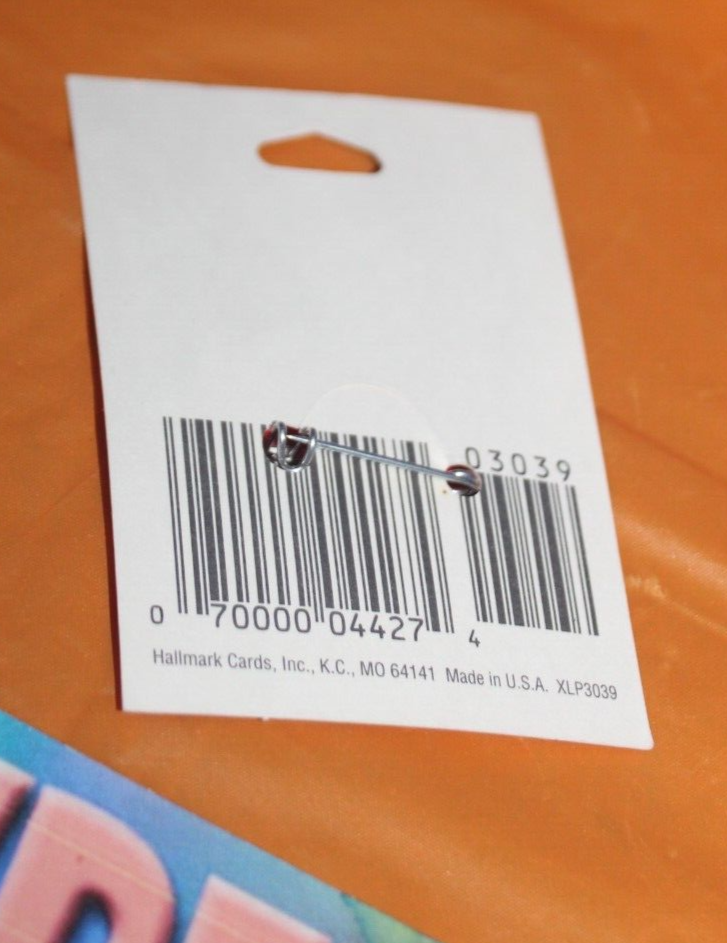 03039
0 70000 04427 4
Hallmark Cards, Inc., K.C., MO 64141 Made in U.S.A. XLP3039